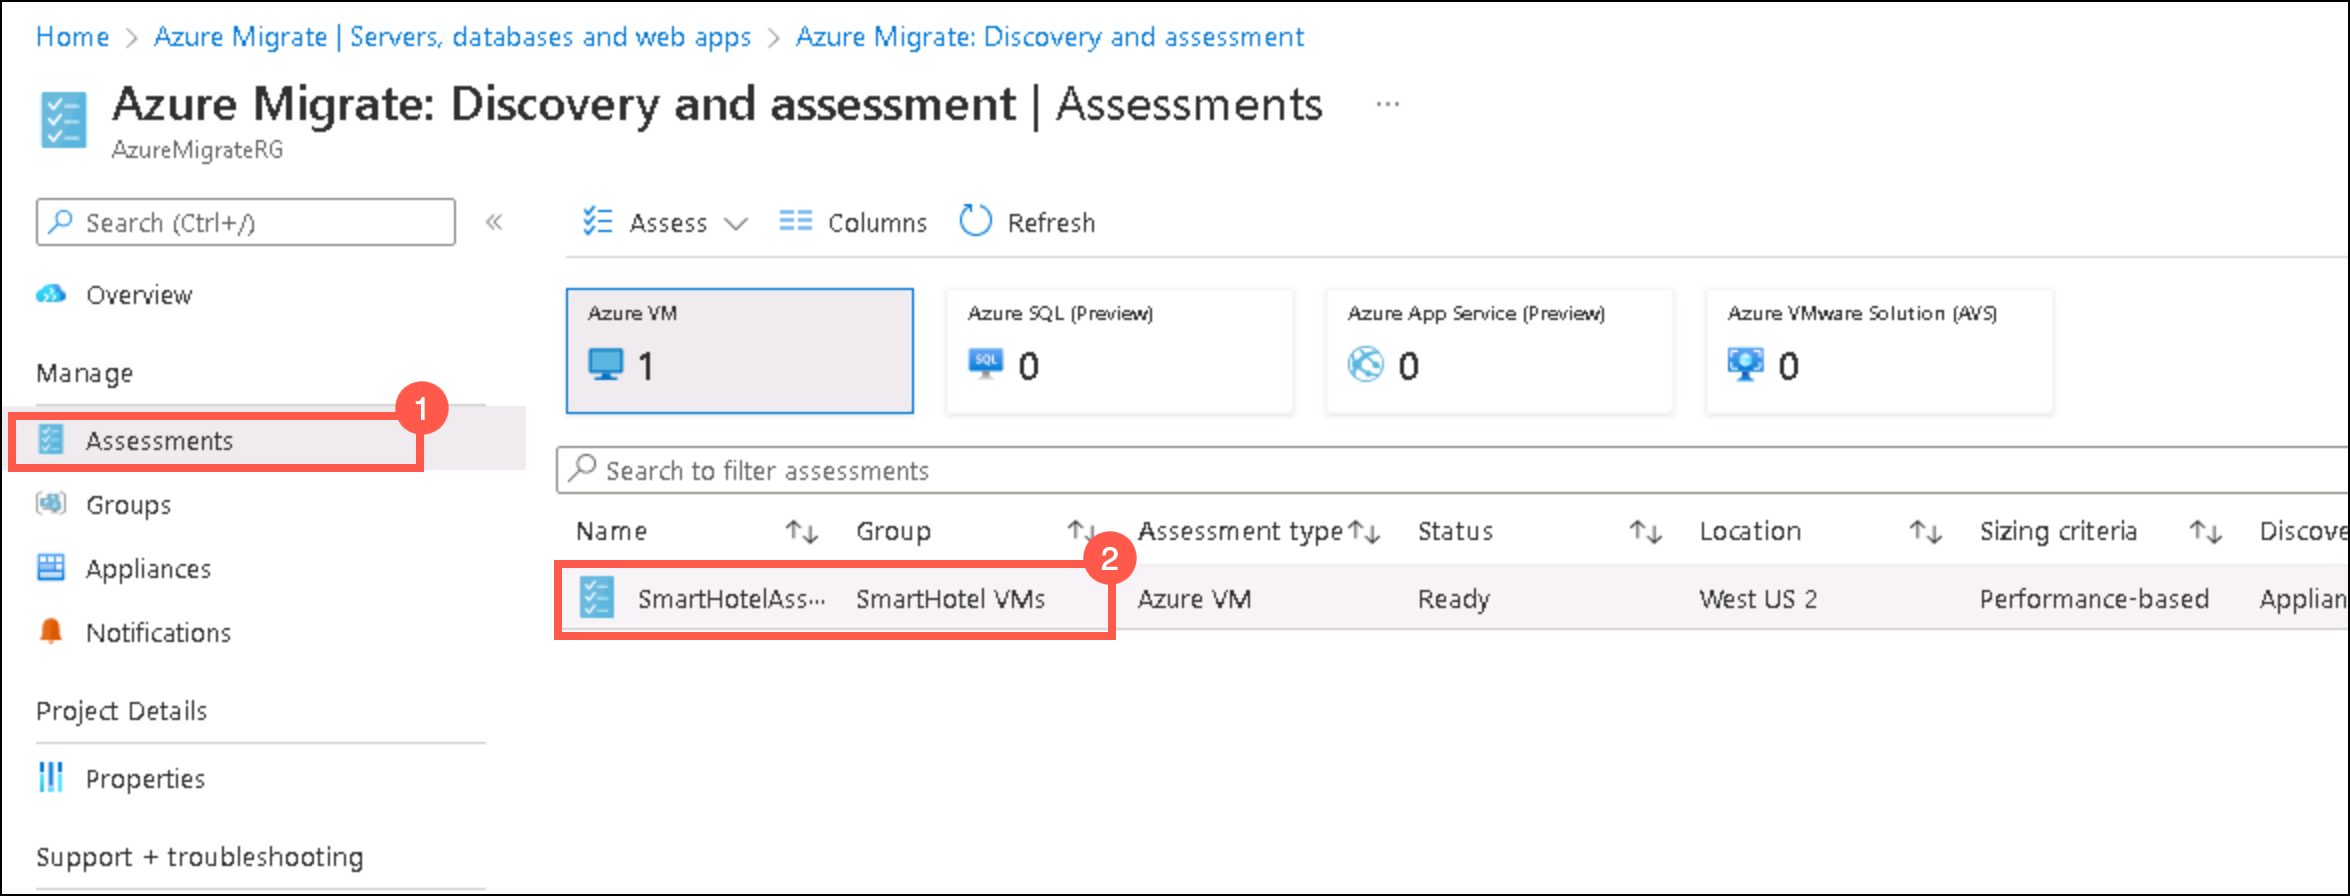 Home > Azure Migrate | Servers, databases and web apps > Azure Migrate: Discovery and assessment
Azure Migrate: Discovery and assessment | Assessments ...
AzureMigrateRG
Search (Ctrl+/)
«
Assess
Columns
Refresh
Overview
Manage
1
Assessments
Groups
Appliances
Notifications
Project Details
Properties
Support + troubleshooting
Azure VM
1
Azure SQL (Preview)
SQL
0
Azure App Service (Preview)
0
Azure VMware Solution (AVS)
0
Search to filter assessments
Name ↑↓ Group ↑↓ Assessment type ↑↓ Status ↑↓ Location ↑↓ Sizing criteria ↑↓ Discove
2
SmartHotelAss... SmartHotel VMs Azure VM Ready West US 2 Performance-based Applian